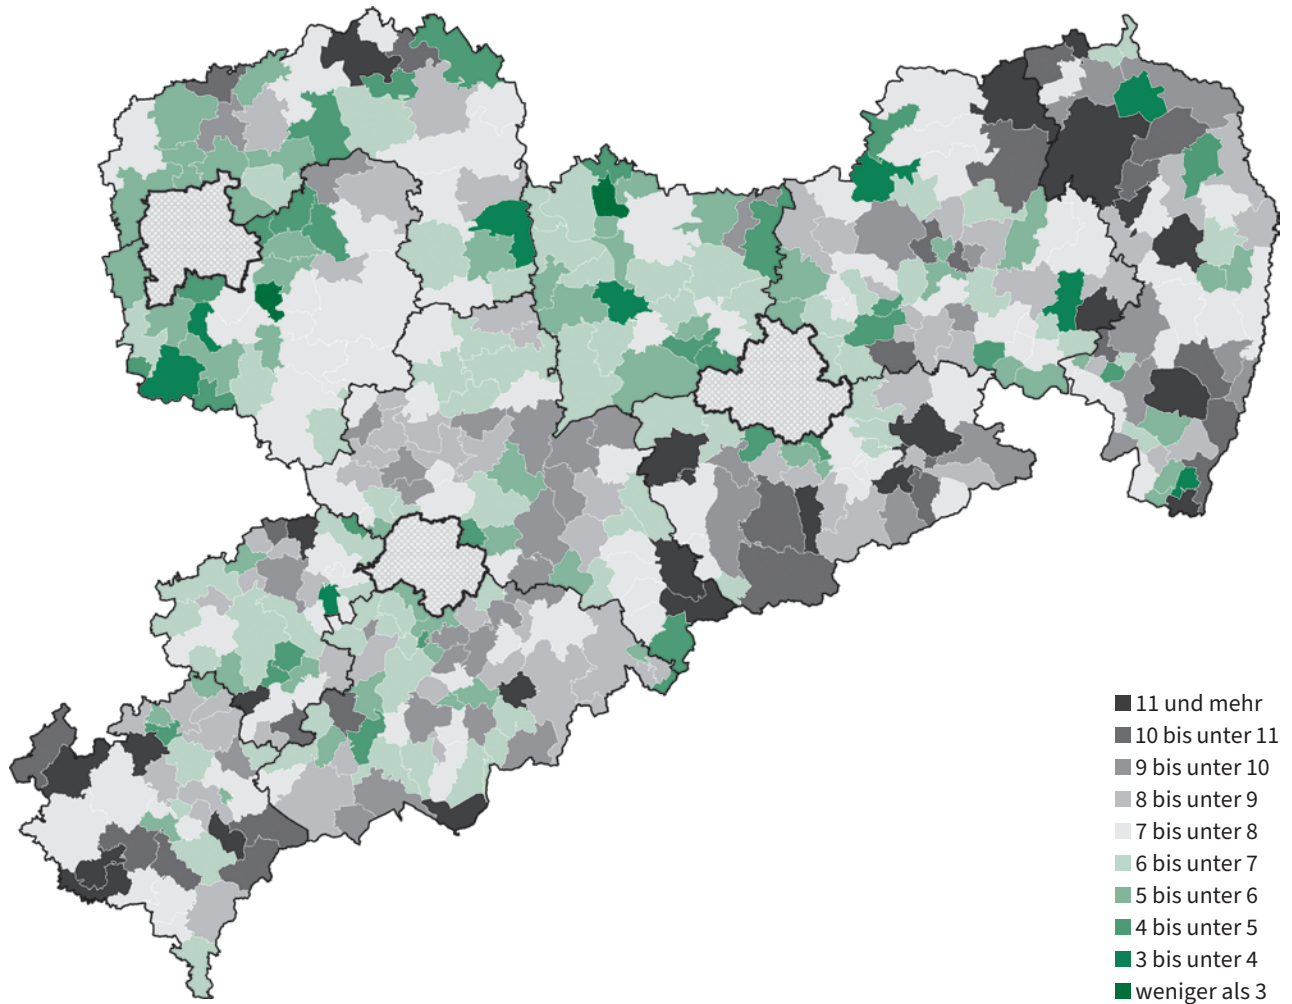 11 und mehr
10 bis unter 11
9 bis unter 10
8 bis unter 9
7 bis unter 8
6 bis unter 7
5 bis unter 6
4 bis unter 5
3 bis unter 4
weniger als 3